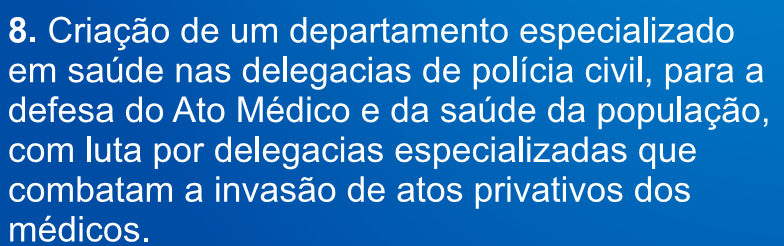 8. Criação de um departamento especializado
em saúde nas delegacias de polícia civil, para a
defesa do Ato Médico e da saúde da população,
com luta por delegacias especializadas que
combatam a invasão de atos privativos dos
médicos.